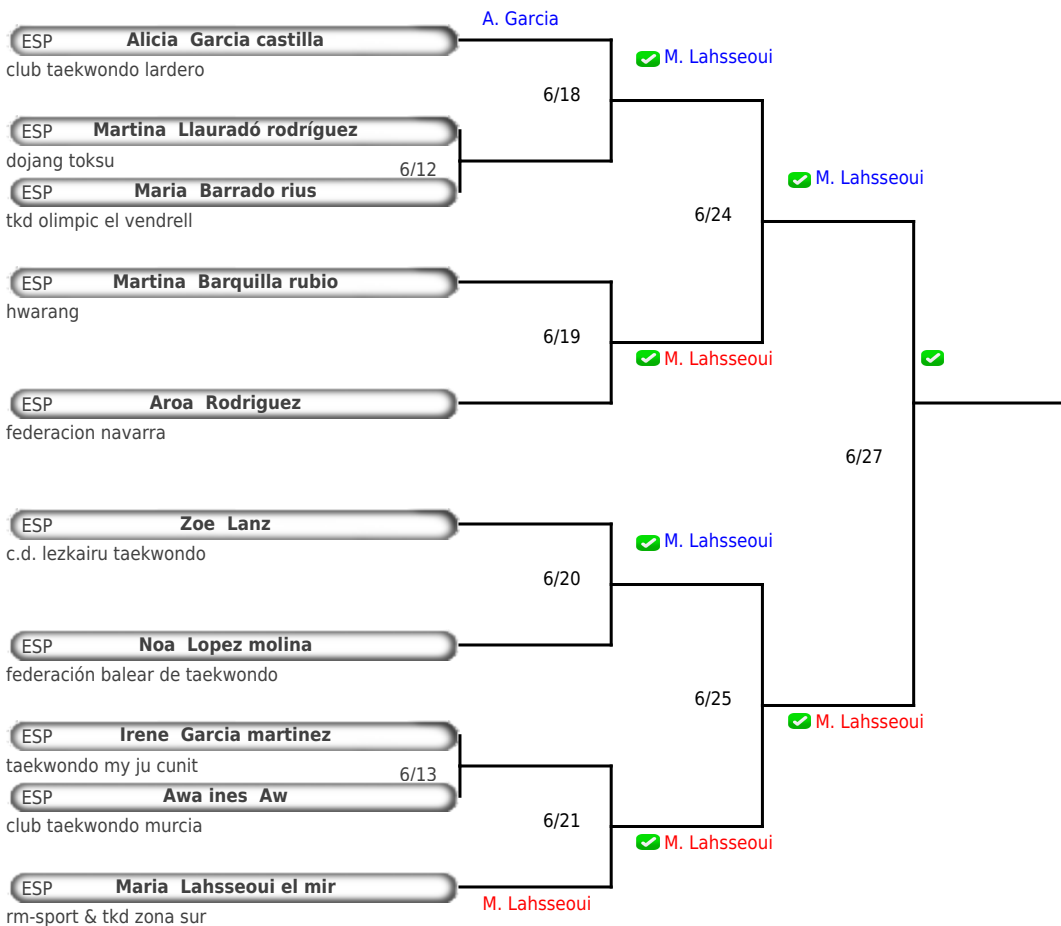 A. Garcia
ESP Alicia Garcia castilla
club taekwondo lardero
M. Lahsseoui
6/18
ESP Martina Llauradó rodríguez
dojang toksu
6/12
ESP Maria Barrado rius
tkd olimpic el vendrell
M. Lahsseoui
6/24
ESP Martina Barquilla rubio
hwarang
6/19
M. Lahsseoui
ESP Aroa Rodriguez
federacion navarra
6/27
ESP Zoe Lanz
c.d. lezkairu taekwondo
M. Lahsseoui
6/20
ESP Noa Lopez molina
federación balear de taekwondo
6/25
M. Lahsseoui
ESP Irene Garcia martinez
taekwondo my ju cunit
6/13
ESP Awa ines Aw
club taekwondo murcia
6/21
M. Lahsseoui
ESP Maria Lahsseoui el mir
M. Lahsseoui
rm-sport & tkd zona sur